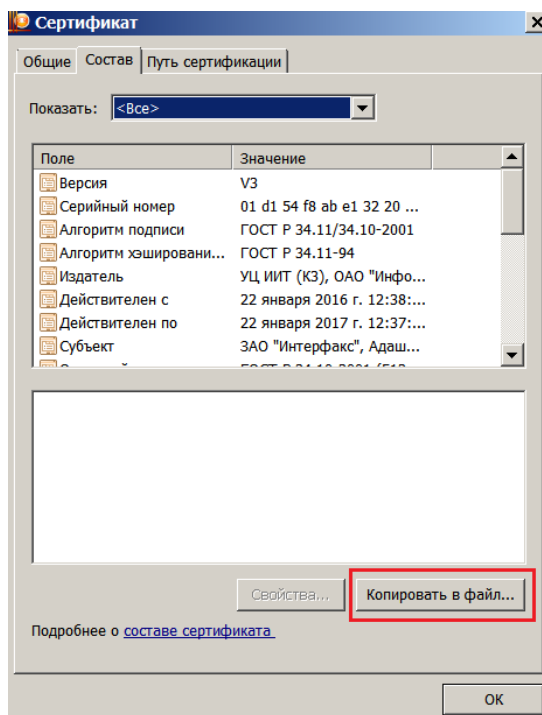 Сертификат
Общие Состав Путь сертификации
Показать: <Все>
Поле Значение
Версия V3
Серийный номер 01 d1 54 f8 ab e1 32 20 ...
Алгоритм подписи ГОСТ Р 34.11/34.10-2001
Алгоритм хэшировани... ГОСТ Р 34.11-94
Издатель УЦ ИИТ (К3), ОАО "Инфо...
Действителен с 22 января 2016 г. 12:38:...
Действителен по 22 января 2017 г. 12:37:...
Субъект ЗАО "Интерфакс", Адаш...
Свойства... Копировать в файл...
Подробнее о составе сертификата
ОК